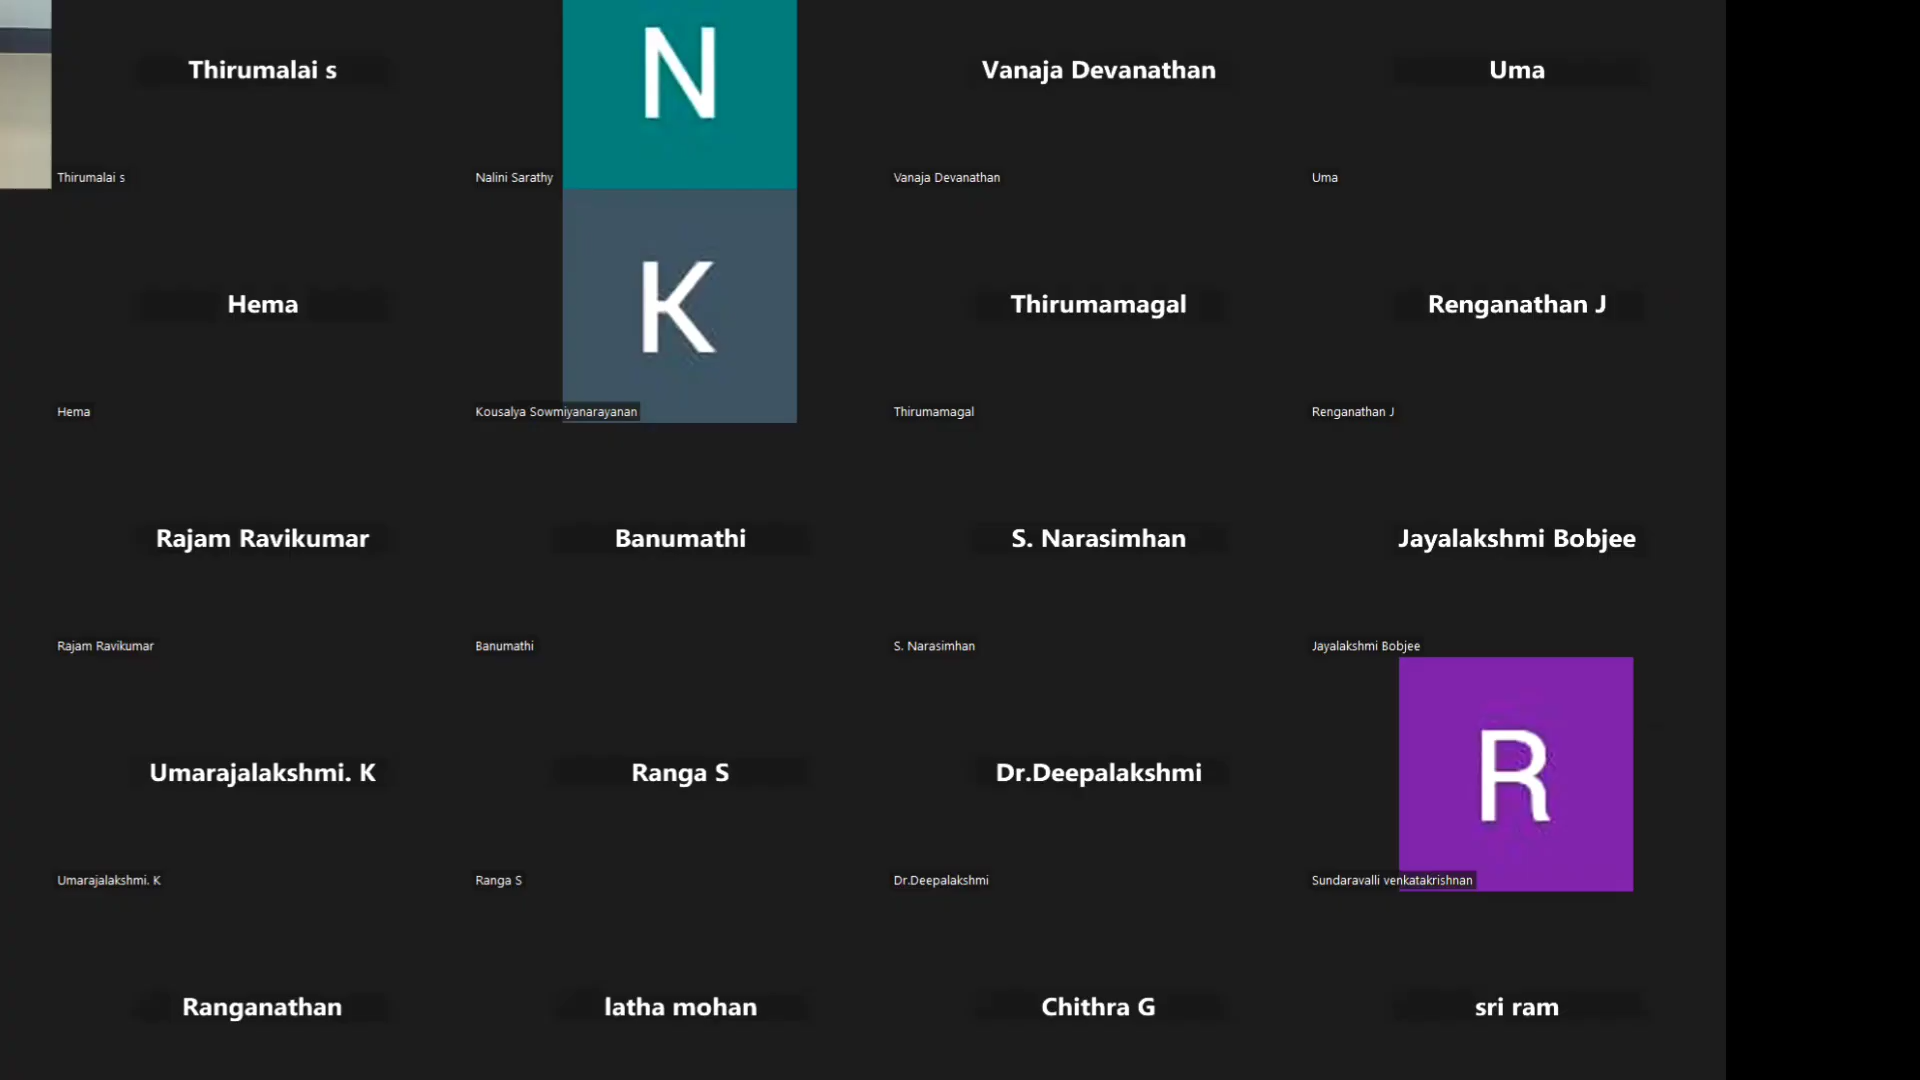 Thirumalai s
N
Vanaja Devanathan
Uma
Thirumalai s
Nalini Sarathy
Vanaja Devanathan
Uma
Hema
K
Thirumamagal
Renganathan J
Hema
Kousalya Sowmiyanarayanan
Thirumamagal
Renganathan J
Rajam Ravikumar
Banumathi
S. Narasimhan
Jayalakshmi Bobjee
Rajam Ravikumar
Banumathi
S. Narasimhan
Jayalakshmi Bobjee
Umarajalakshmi. K
Ranga S
Dr.Deepalakshmi
R
Umarajalakshmi. K
Ranga S
Dr.Deepalakshmi
Sundaravalli venkatakrishnan
Ranganathan
latha mohan
Chithra G
sri ram